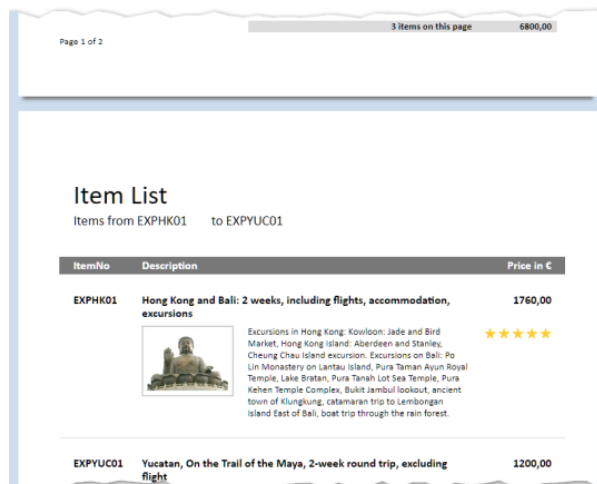 3 items on this page 6800,00
Page 1 of 2
Item List
Items from EXPHK01 to EXPYUC01
ItemNo Description Price in €
EXPHK01 Hong Kong and Bali: 2 weeks, including flights, accommodation, 1760,00
excursions
Excursions in Hong Kong: Kowloon: Jade and Bird
Market, Hong Kong Island: Aberdeen and Stanley,
Cheung Chau Island excursion. Excursions on Bali: Po
Lin Monastery on Lantau Island, Pura Taman Ayun Royal
Temple, Lake Bratan, Pura Tanah Lot Sea Temple, Pura
Kehen Temple Complex, Bukit Jambul lookout, ancient
town of Klungkung, catamaran trip to Lembongan
Island East of Bali, boat trip through the rain forest.
EXPYUC01 Yucatan, On the Trail of the Maya, 2-week round trip, excluding 1200,00
flight